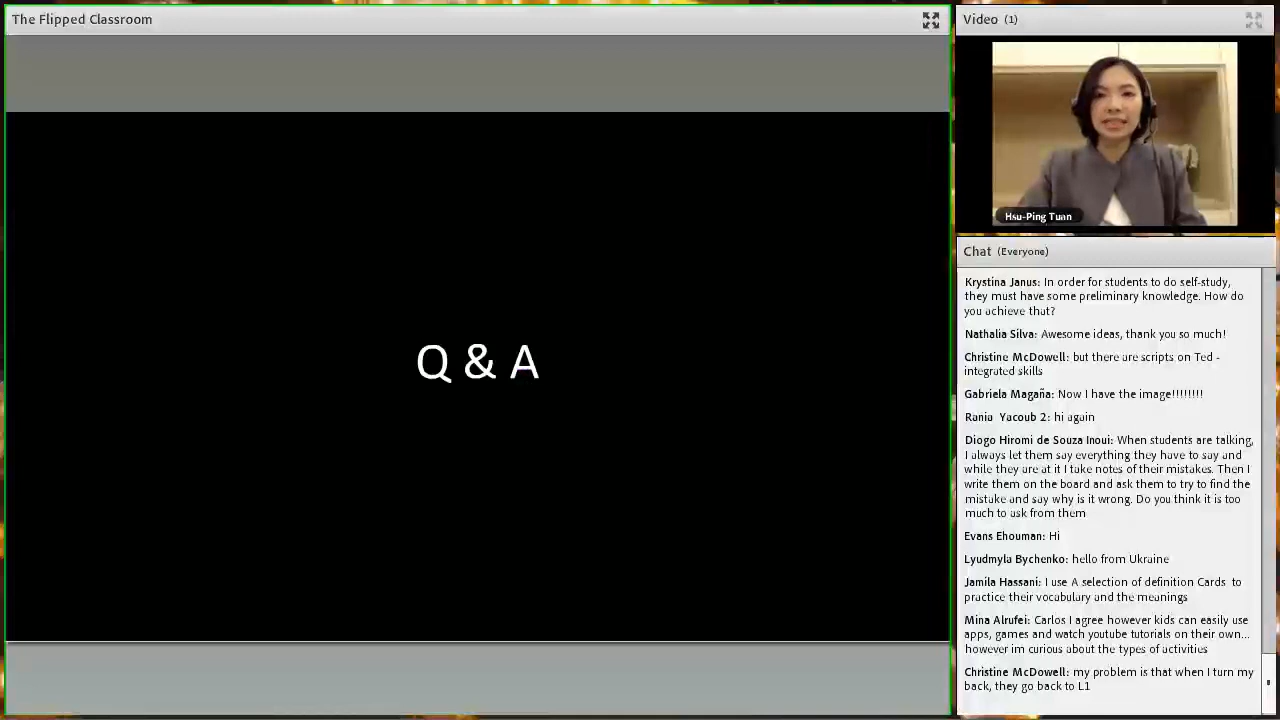 The Flipped Classroom
Q & A
Video (1)
Hsu-Ping Tuan
Chat (Everyone)
Krystina Janus: In order for students to do self-study,
they must have some preliminary knowledge. How do
you achieve that?
Nathalia Silva: Awesome ideas, thank you so much!
Christine McDowell: but there are scripts on Ted -
integrated skills
Gabriela Magaña: Now I have the image!!!!!!!!
Rania Yacoub 2: hi again
Diogo Hiromi de Souza Inoui: When students are talking,
I always let them say everything they have to say and
while they are at it I take notes of their mistakes. Then I
write them on the board and ask them to try to find the
mistake and say why is it wrong. Do you think it is too
much to ask from them
Evans Ehouman: Hi
Lyudmyla Bychenko: hello from Ukraine
Jamila Hassani: I use A selection of definition Cards to
practice their vocabulary and the meanings
Mina Alrufei: Carlos I agree however kids can easily use
apps, games and watch youtube tutorials on their own...
however im curious about the types of activities
Christine McDowell: my problem is that when I turn my
back, they go back to L1